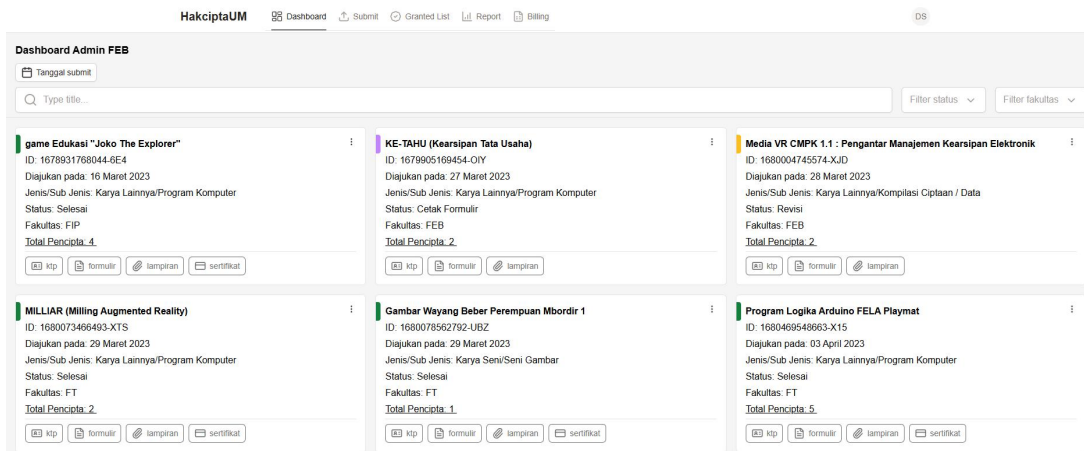 HakciptaUM Dashboard Submit Granted List Report Billing DS
Dashboard Admin FEB
Tanggal submit
Type title... Filter status Filter fakultas
game Edukasi "Joko The Explorer"
ID: 1678931768044-6E4
Diajukan pada: 16 Maret 2023
Jenis/Sub Jenis: Karya Lainnya/Program Komputer
Status: Selesai
Fakultas: FIP
Total Pencipta: 4
ktp formulir lampiran sertifikat
KE-TAHU (Kearsipan Tata Usaha)
ID: 1679905169454-OIY
Diajukan pada: 27 Maret 2023
Jenis/Sub Jenis: Karya Lainnya/Program Komputer
Status: Cetak Formulir
Fakultas: FEB
Total Pencipta: 2
ktp formulir lampiran
Media VR CMPK 1.1 : Pengantar Manajemen Kearsipan Elektronik
ID: 1680004745574-XJD
Diajukan pada: 28 Maret 2023
Jenis/Sub Jenis: Karya Lainnya/Kompilasi Ciptaan / Data
Status: Revisi
Fakultas: FEB
Total Pencipta: 2
ktp formulir lampiran
MILLIAR (Milling Augmented Reality)
ID: 1680073466493-XTS
Diajukan pada: 29 Maret 2023
Jenis/Sub Jenis: Karya Lainnya/Program Komputer
Status: Selesai
Fakultas: FT
Total Pencipta: 2
ktp formulir lampiran sertifikat
Gambar Wayang Beber Perempuan Mbordir 1
ID: 1680078562792-UBZ
Diajukan pada: 29 Maret 2023
Jenis/Sub Jenis: Karya Seni/Seni Gambar
Status: Selesai
Fakultas: FT
Total Pencipta: 1
ktp formulir lampiran sertifikat
Program Logika Arduino FELA Playmat
ID: 1680469548663-X15
Diajukan pada: 03 April 2023
Jenis/Sub Jenis: Karya Lainnya/Program Komputer
Status: Selesai
Fakultas: FT
Total Pencipta: 5
ktp formulir lampiran sertifikat